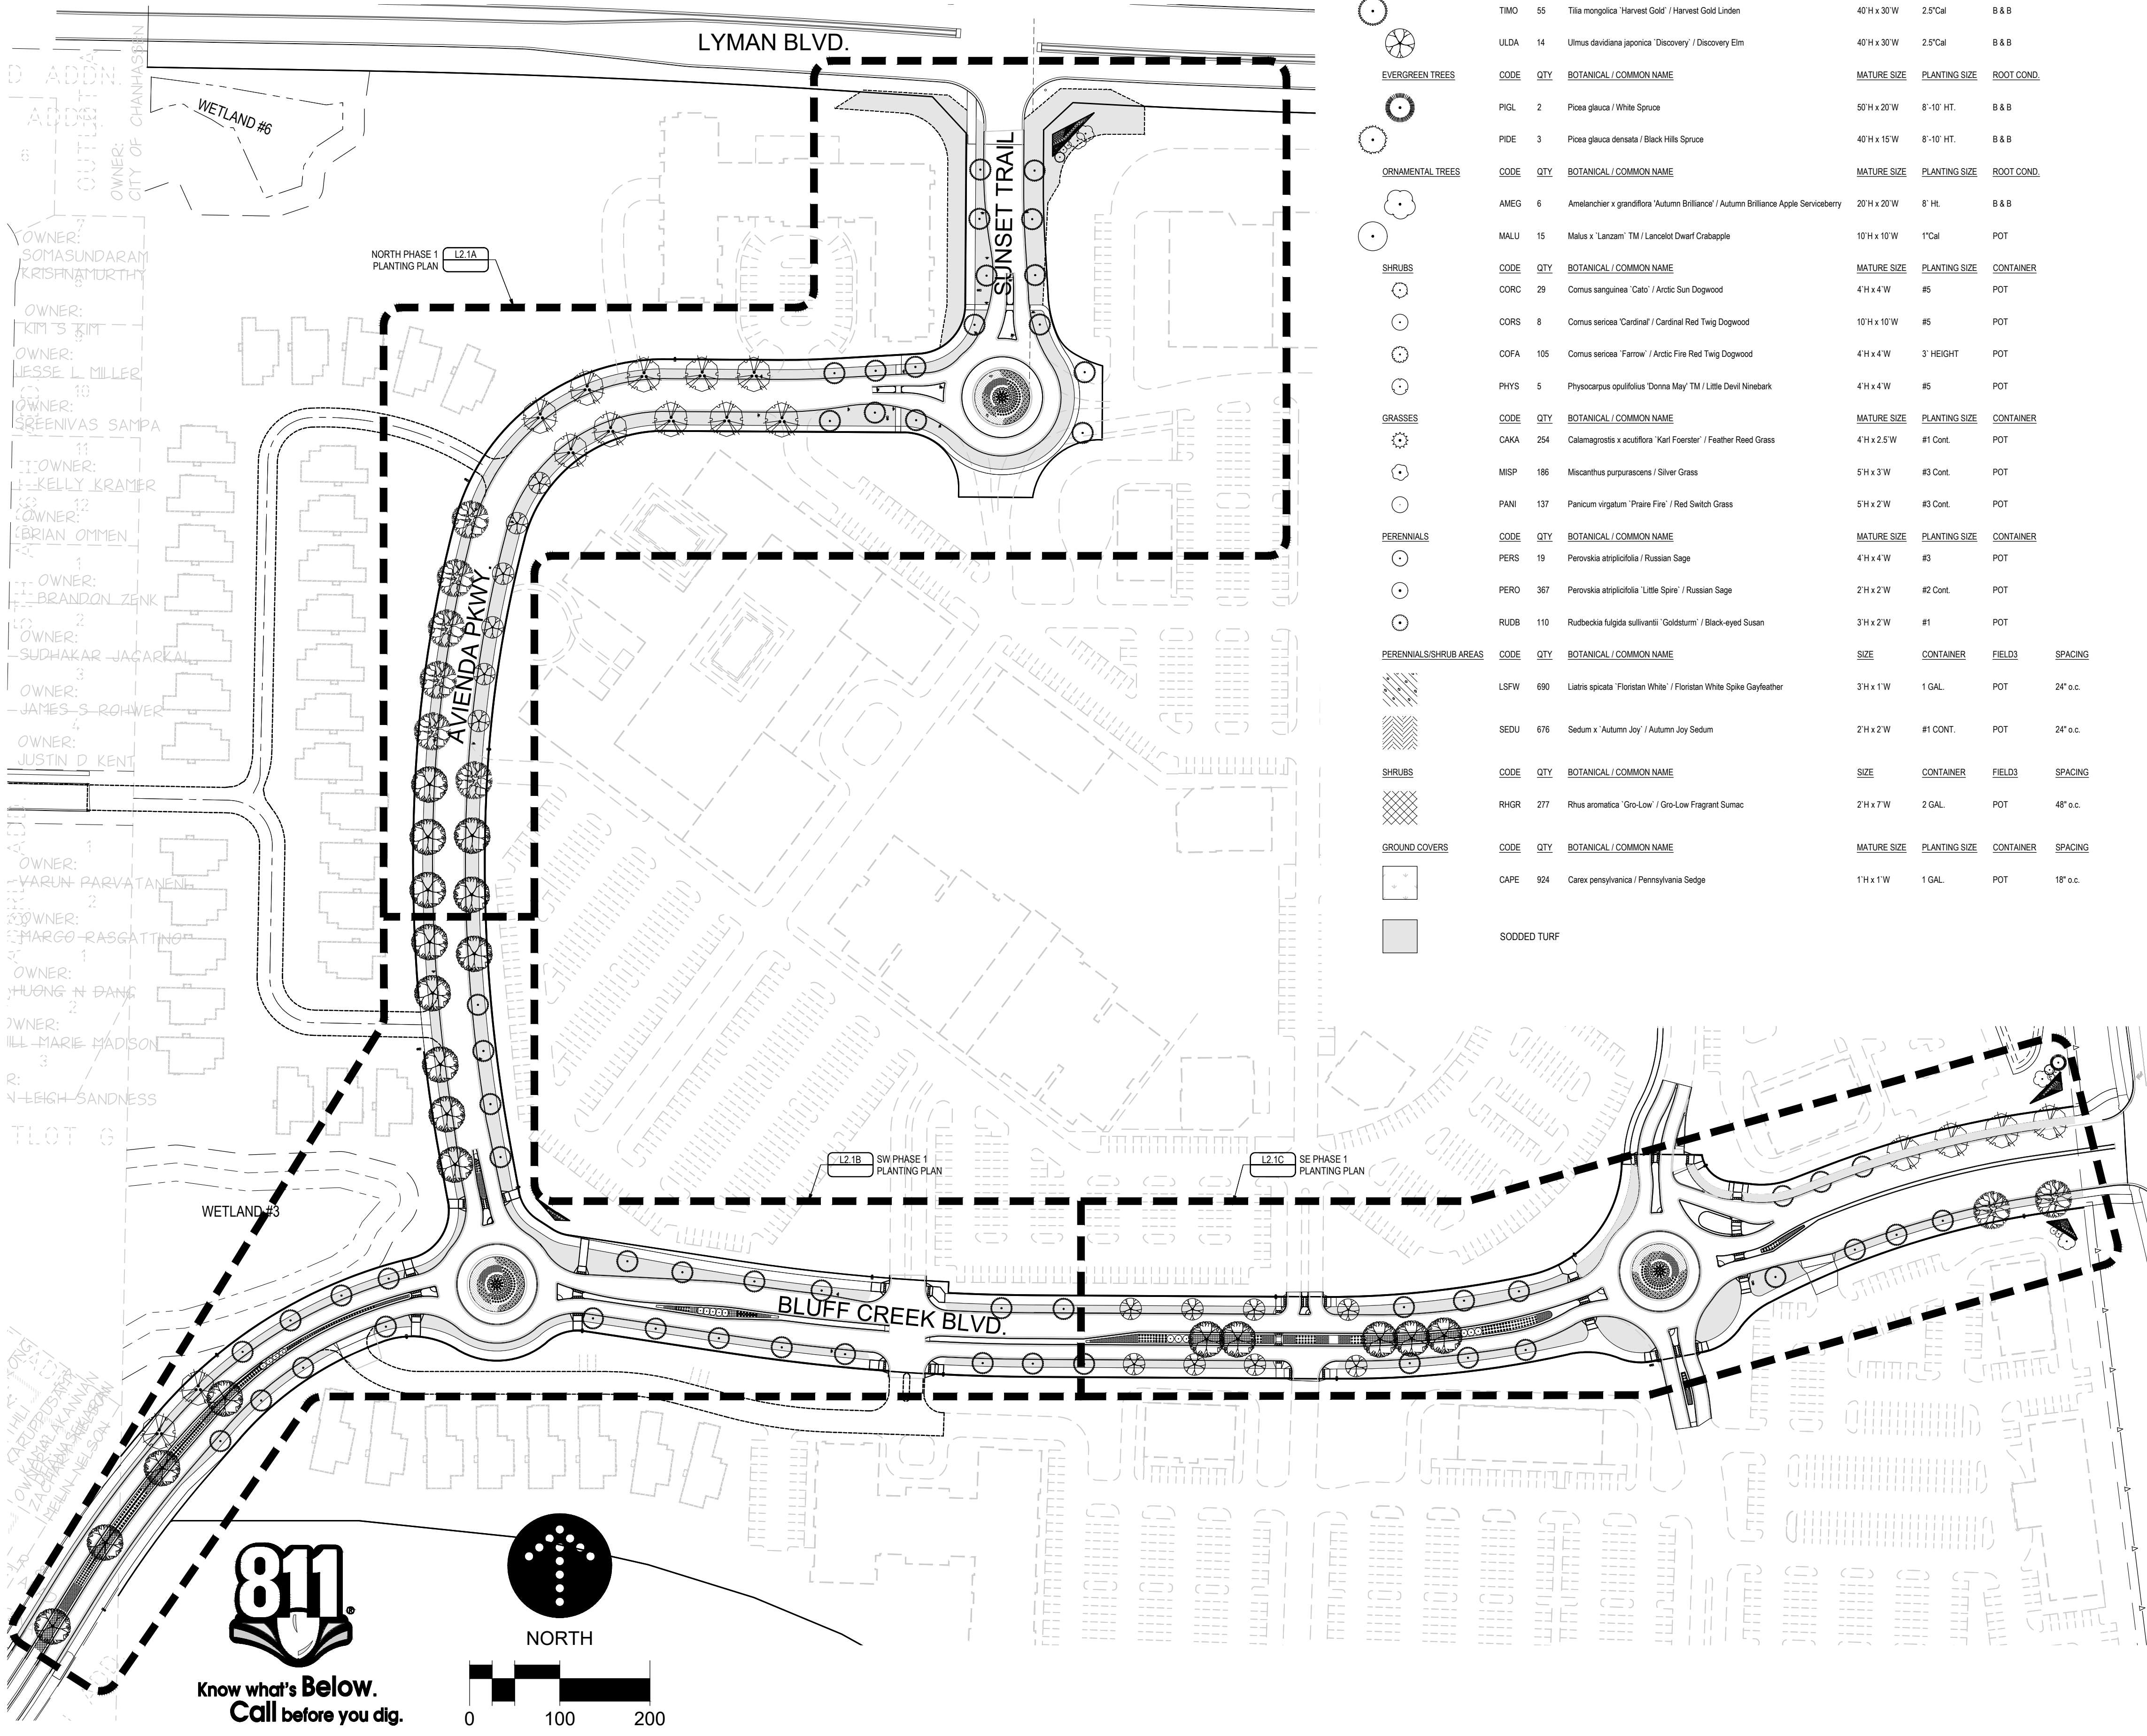 LYMAN BLVD.
WETLAND #6
D ADDN.
ADDN.
OWNER:
CITY OF CHANHASSEN
SUNSET TRAIL
NORTH PHASE 1
PLANTING PLAN
L2.1A
OWNER:
SOMASUNDARAM
KRISHNAMURTHY
OWNER:
KIM S KIM
OWNER:
JESSE L MILLER
10
OWNER:
SREENIVAS SAMPA
11
OWNER:
KELLY KRAMER
12
OWNER:
BRIAN OMMEN
1
OWNER:
BRANDON ZENK
2
OWNER:
SUDHAKAR JAGARKAL
3
OWNER:
JAMES S ROHWER
4
OWNER:
JUSTIN D KENT
AVIENDA PKWY.
1
OWNER:
VARUN PARVATANENI
2
OWNER:
MARCO RASGATTINO
1
OWNER:
HUONG N DANG
2
OWNER:
ILL MARIE MADISON
3
R:
N LEIGH SANDNESS
TLOT G
WETLAND #3
L2.1B
SW PHASE 1
PLANTING PLAN
L2.1C
SE PHASE 1
PLANTING PLAN
BLUFF CREEK BLVD.
TIMO 55 Tilia mongolica `Harvest Gold` / Harvest Gold Linden 40`H x 30`W 2.5"Cal B & B
ULDA 14 Ulmus davidiana japonica `Discovery` / Discovery Elm 40`H x 30`W 2.5"Cal B & B
EVERGREEN TREES CODE QTY BOTANICAL / COMMON NAME MATURE SIZE PLANTING SIZE ROOT COND.
PIGL 2 Picea glauca / White Spruce 50`H x 20`W 8`-10` HT. B & B
PIDE 3 Picea glauca densata / Black Hills Spruce 40`H x 15`W 8`-10` HT. B & B
ORNAMENTAL TREES CODE QTY BOTANICAL / COMMON NAME MATURE SIZE PLANTING SIZE ROOT COND.
AMEG 6 Amelanchier x grandiflora 'Autumn Brilliance' / Autumn Brilliance Apple Serviceberry 20`H x 20`W 8` Ht. B & B
MALU 15 Malus x `Lanzam` TM / Lancelot Dwarf Crabapple 10`H x 10`W 1"Cal POT
SHRUBS CODE QTY BOTANICAL / COMMON NAME MATURE SIZE PLANTING SIZE CONTAINER
CORC 29 Cornus sanguinea `Cato` / Arctic Sun Dogwood 4`H x 4`W #5 POT
CORS 8 Cornus sericea 'Cardinal' / Cardinal Red Twig Dogwood 10`H x 10`W #5 POT
COFA 105 Cornus sericea `Farrow` / Arctic Fire Red Twig Dogwood 4`H x 4`W 3` HEIGHT POT
PHYS 5 Physocarpus opulifolius 'Donna May' TM / Little Devil Ninebark 4`H x 4`W #5 POT
GRASSES CODE QTY BOTANICAL / COMMON NAME MATURE SIZE PLANTING SIZE CONTAINER
CAKA 254 Calamagrostis x acutiflora `Karl Foerster` / Feather Reed Grass 4`H x 2.5`W #1 Cont. POT
MISP 186 Miscanthus purpurascens / Silver Grass 5`H x 3`W #3 Cont. POT
PANI 137 Panicum virgatum `Praire Fire` / Red Switch Grass 5`H x 2`W #3 Cont. POT
PERENNIALS CODE QTY BOTANICAL / COMMON NAME MATURE SIZE PLANTING SIZE CONTAINER
PERS 19 Perovskia atriplicifolia / Russian Sage 4`H x 4`W #3 POT
PERO 367 Perovskia atriplicifolia `Little Spire` / Russian Sage 2`H x 2`W #2 Cont. POT
RUDB 110 Rudbeckia fulgida sullivantii `Goldsturm` / Black-eyed Susan 3`H x 2`W #1 POT
PERENNIALS/SHRUB AREAS CODE QTY BOTANICAL / COMMON NAME SIZE CONTAINER FIELD3 SPACING
LSFW 690 Liatris spicata `Floristan White` / Floristan White Spike Gayfeather 3`H x 1`W 1 GAL. POT 24" o.c.
SEDU 676 Sedum x `Autumn Joy` / Autumn Joy Sedum 2`H x 2`W #1 CONT. POT 24" o.c.
SHRUBS CODE QTY BOTANICAL / COMMON NAME SIZE CONTAINER FIELD3 SPACING
RHGR 277 Rhus aromatica `Gro-Low` / Gro-Low Fragrant Sumac 2`H x 7`W 2 GAL. POT 48" o.c.
GROUND COVERS CODE QTY BOTANICAL / COMMON NAME MATURE SIZE PLANTING SIZE CONTAINER SPACING
CAPE 924 Carex pensylvanica / Pennsylvania Sedge 1`H x 1`W 1 GAL. POT 18" o.c.
SODDED TURF
811®
Know what's Below.
Call before you dig.
NORTH
0 100 200